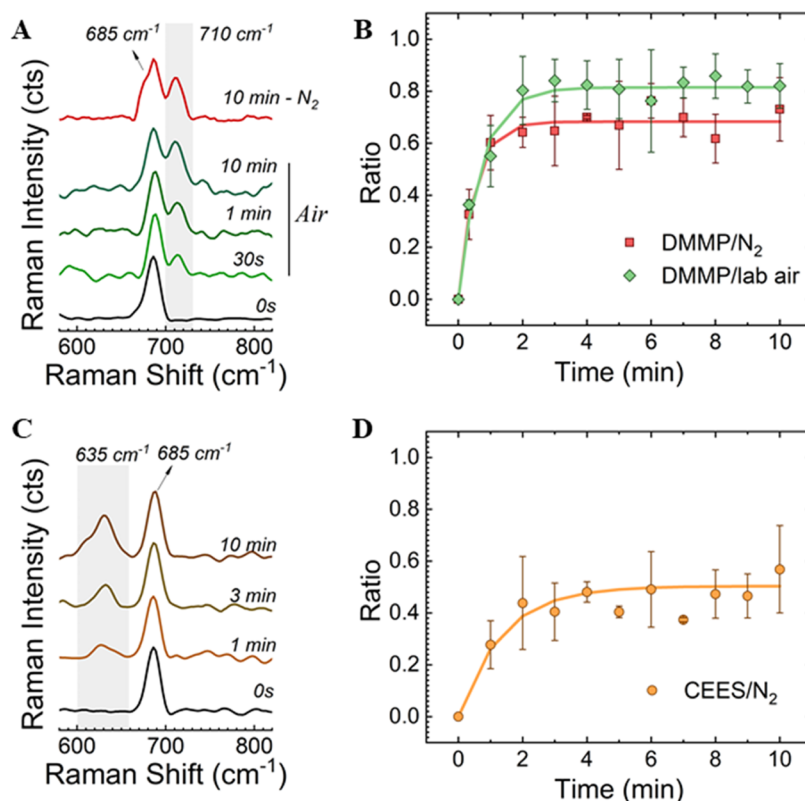 A
685 cm⁻¹
710 cm⁻¹
10 min - N₂
10 min
1 min
30s
0s
Air
Raman Intensity (cts)
600 700 800
Raman Shift (cm⁻¹)
B
1.0
0.8
0.6
0.4
0.2
0.0
Ratio
DMMP/N₂
DMMP/lab air
0 2 4 6 8 10
Time (min)
C
635 cm⁻¹
685 cm⁻¹
10 min
3 min
1 min
0s
Raman Intensity (cts)
600 700 800
Raman Shift (cm⁻¹)
D
1.0
0.8
0.6
0.4
0.2
0.0
Ratio
CEES/N₂
0 2 4 6 8 10
Time (min)